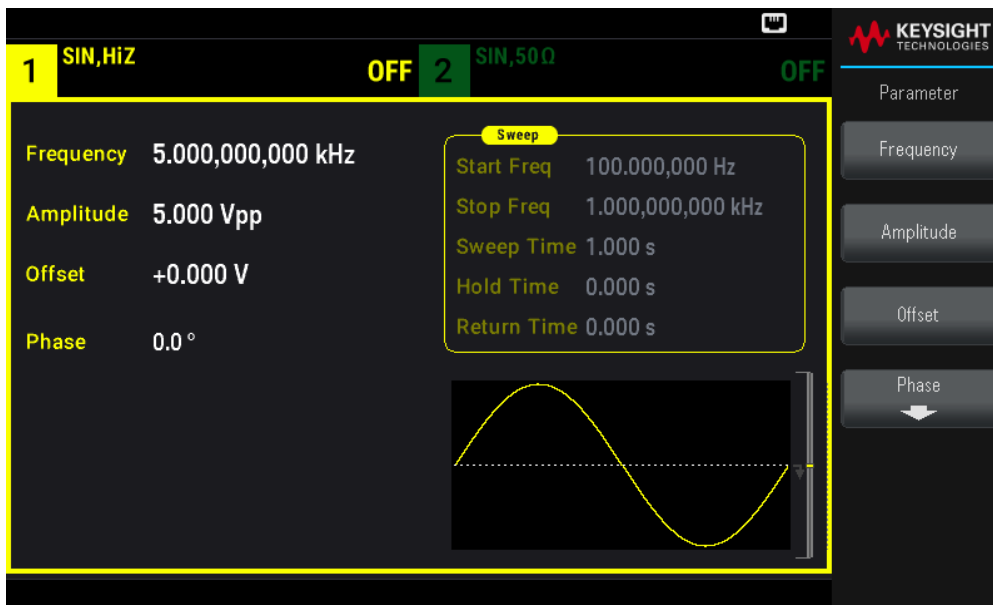 KEYSIGHT
TECHNOLOGIES
1 SIN,HiZ OFF 2 SIN,50Ω OFF
Parameter
Frequency 5.000,000,000 kHz
Amplitude 5.000 Vpp
Offset +0.000 V
Phase 0.0 °
Sweep
Start Freq 100.000,000 Hz
Stop Freq 1.000,000,000 kHz
Sweep Time 1.000 s
Hold Time 0.000 s
Return Time 0.000 s
Frequency
Amplitude
Offset
Phase